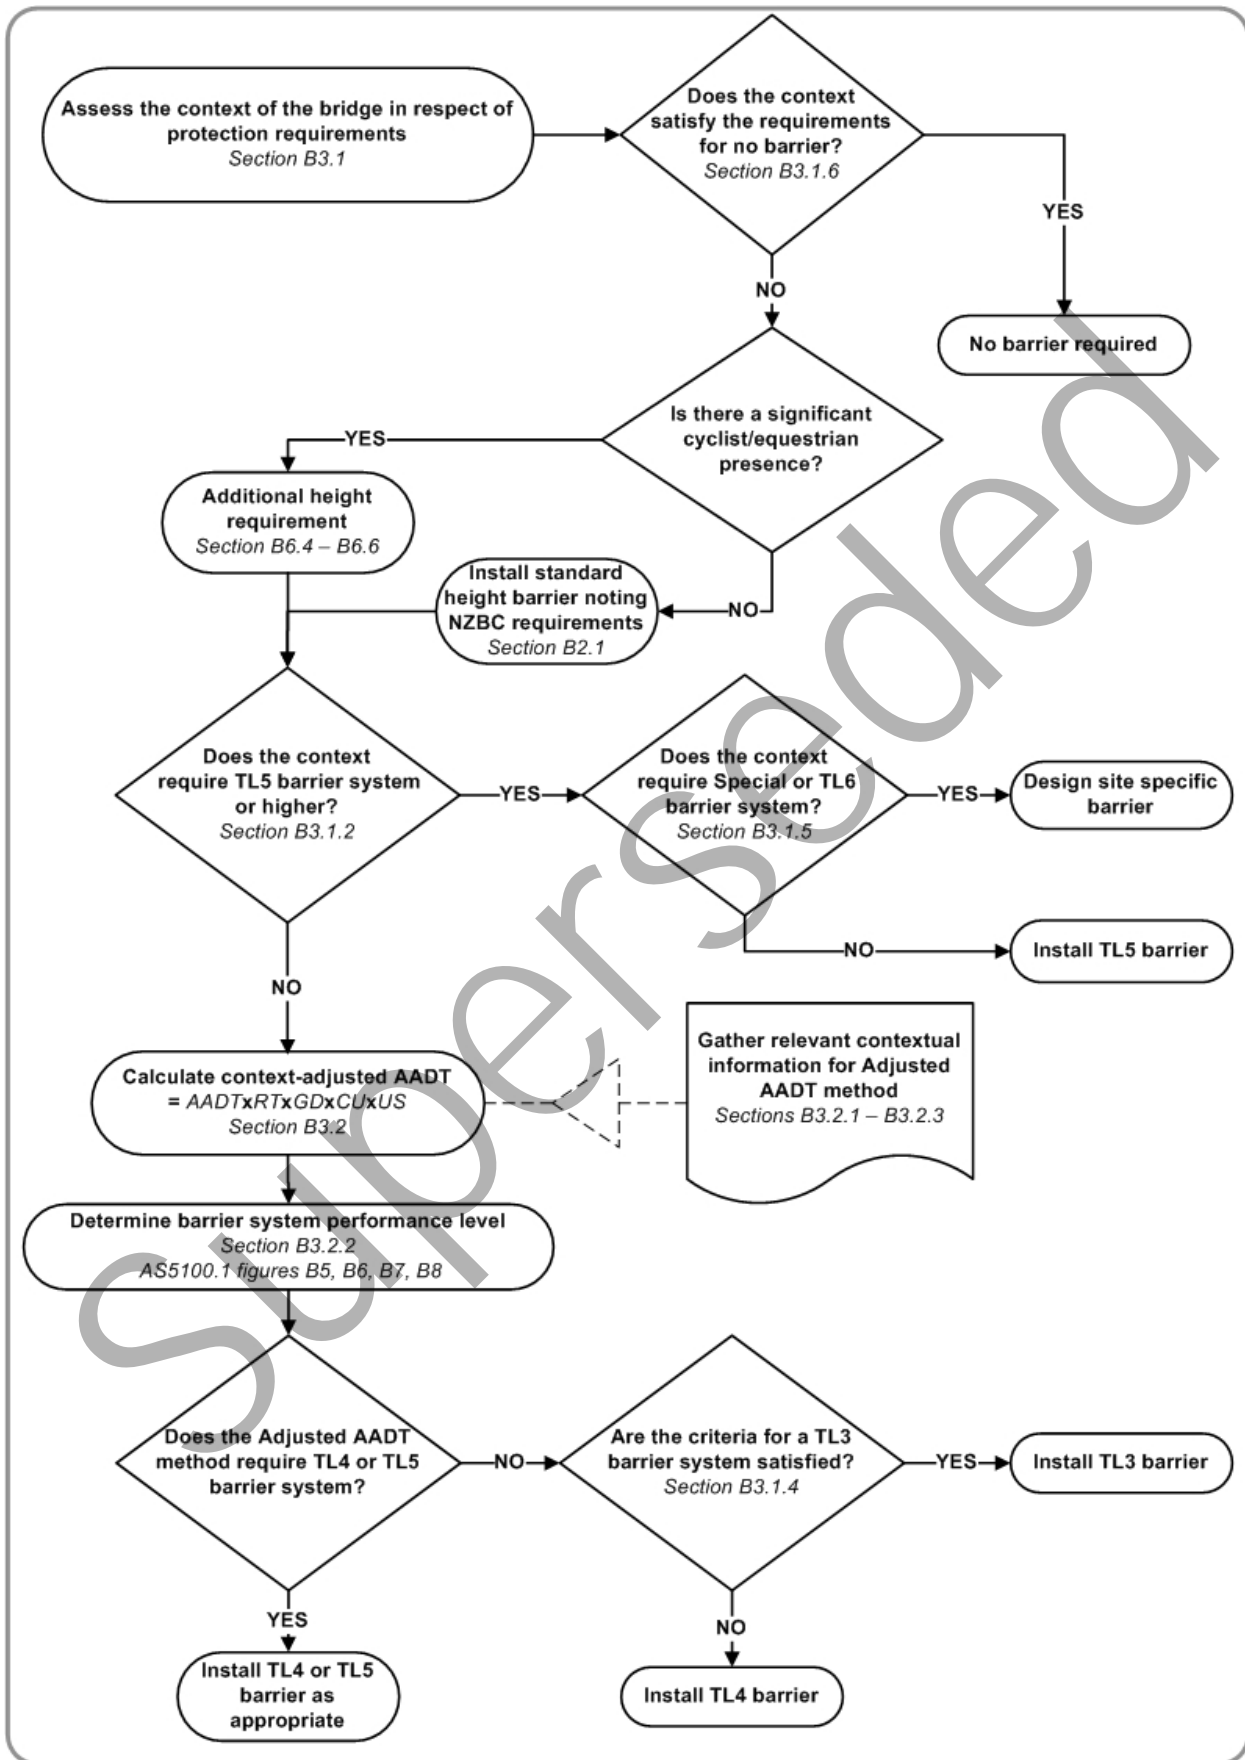 Assess the context of the bridge in respect of
protection requirements
Section B3.1
Does the context
satisfy the requirements
for no barrier?
Section B3.1.6
YES
NO
No barrier required
Is there a significant
cyclist/equestrian
presence?
YES
Additional height
requirement
Section B6.4 – B6.6
NO
Install standard
height barrier noting
NZBC requirements
Section B2.1
Does the context
require TL5 barrier system
or higher?
Section B3.1.2
YES
Does the context
require Special or TL6
barrier system?
Section B3.1.5
YES
Design site specific
barrier
NO
Install TL5 barrier
NO
Calculate context-adjusted AADT
= AADTxRTxGDxCUxUS
Section B3.2
Gather relevant contextual
information for Adjusted
AADT method
Sections B3.2.1 – B3.2.3
Determine barrier system performance level
Section B3.2.2
AS5100.1 figures B5, B6, B7, B8
Does the Adjusted AADT
method require TL4 or TL5
barrier system?
NO
Are the criteria for a TL3
barrier system satisfied?
Section B3.1.4
YES
Install TL3 barrier
YES
Install TL4 or TL5
barrier as
appropriate
NO
Install TL4 barrier
Superseded